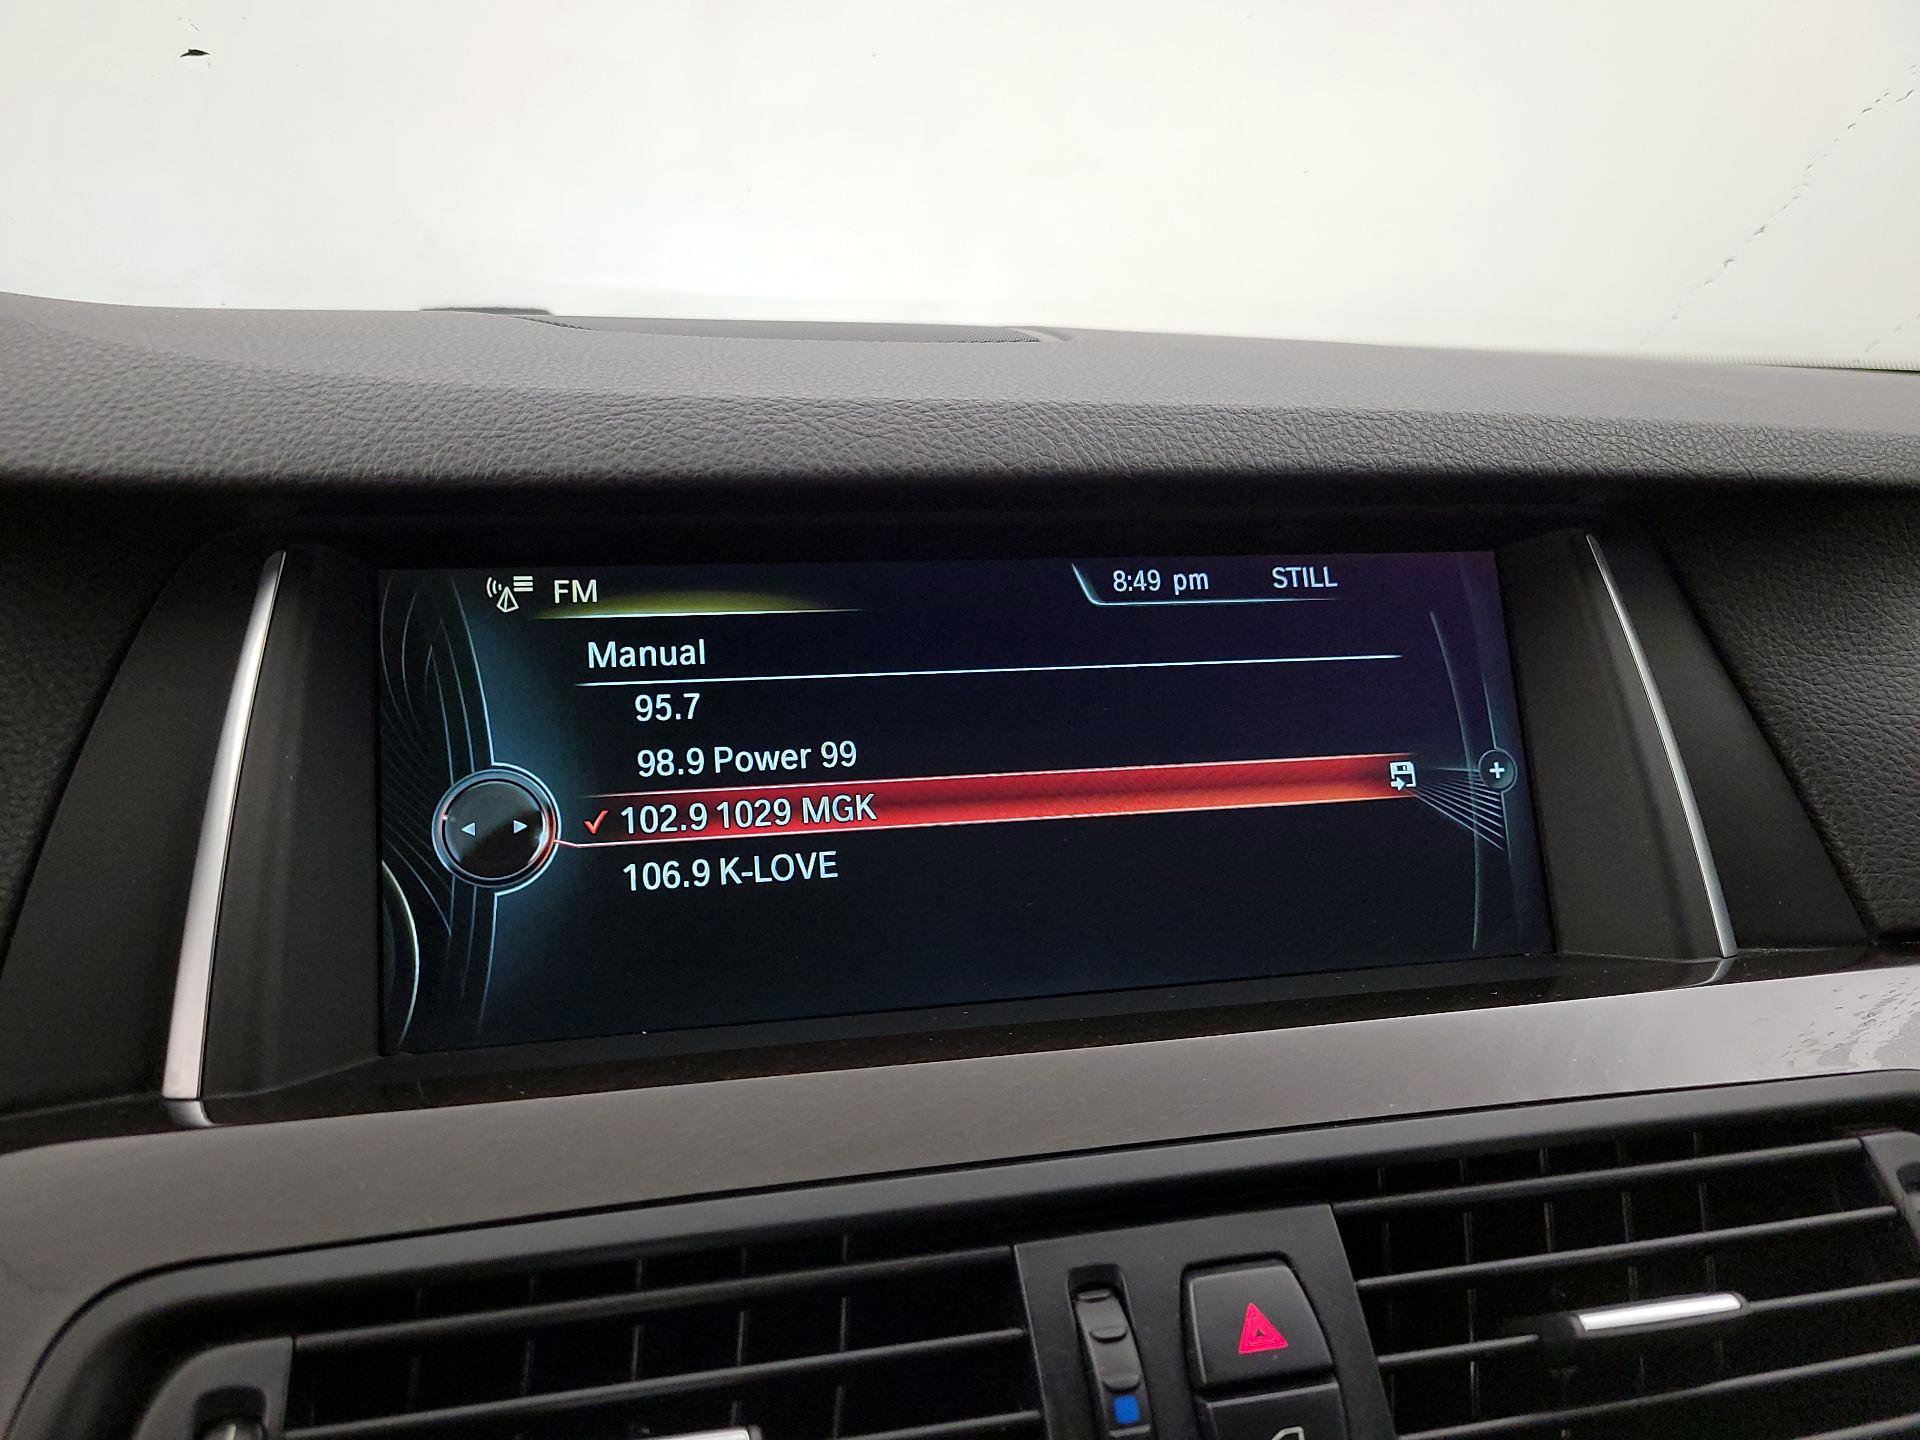 FM
8:49 pm STILL
Manual
95.7
98.9 Power 99
102.9 1029 MGK
106.9 K-LOVE